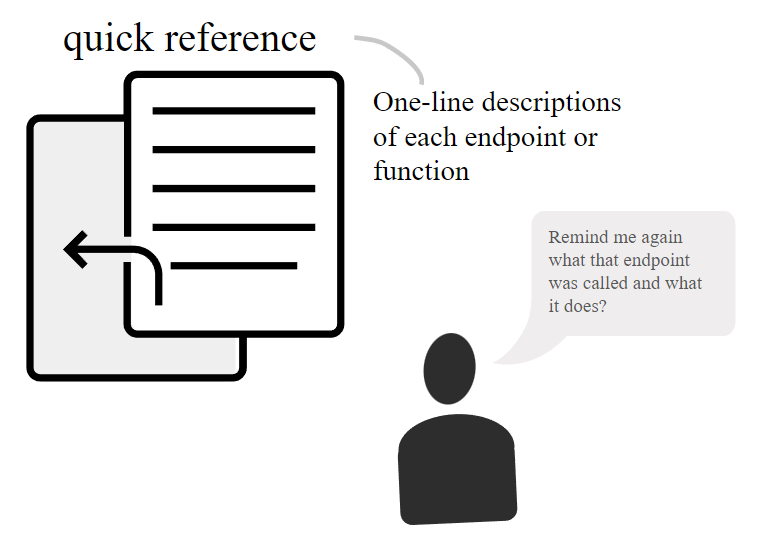 quick reference
One-line descriptions
of each endpoint or
function
Remind me again
what that endpoint
was called and what
it does?